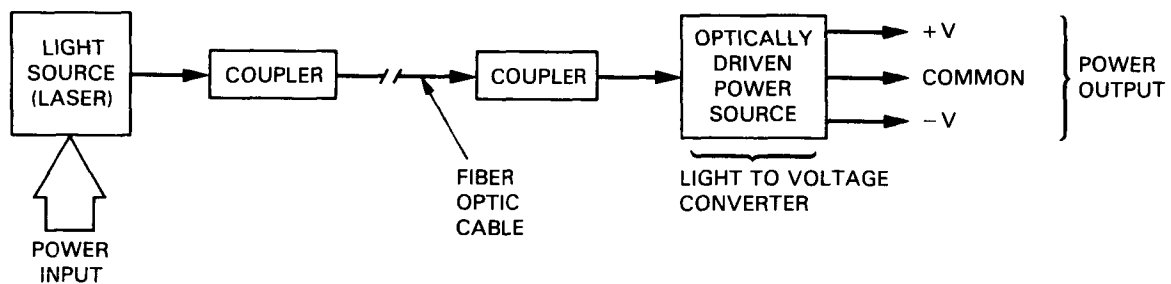 LIGHT
SOURCE
(LASER)
POWER
INPUT
COUPLER
FIBER
OPTIC
CABLE
COUPLER
OPTICALLY
DRIVEN
POWER
SOURCE
LIGHT TO VOLTAGE
CONVERTER
+V
COMMON
−V
POWER
OUTPUT